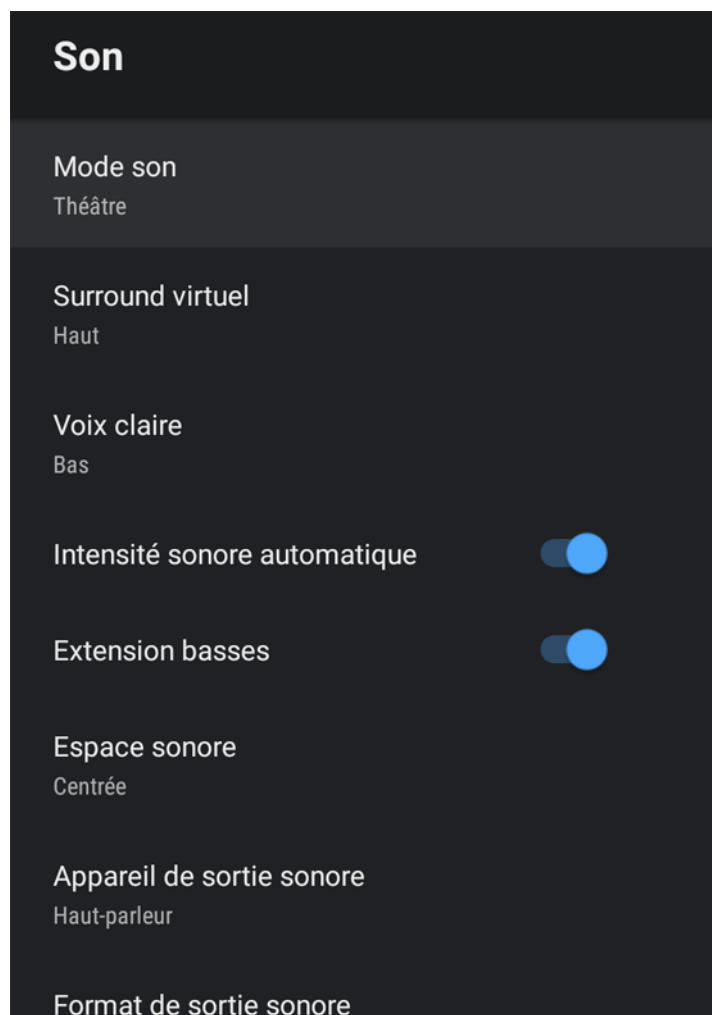 Son
Mode son
Théâtre
Surround virtuel
Haut
Voix claire
Bas
Intensité sonore automatique
Extension basses
Espace sonore
Centrée
Appareil de sortie sonore
Haut-parleur
Format de sortie sonore